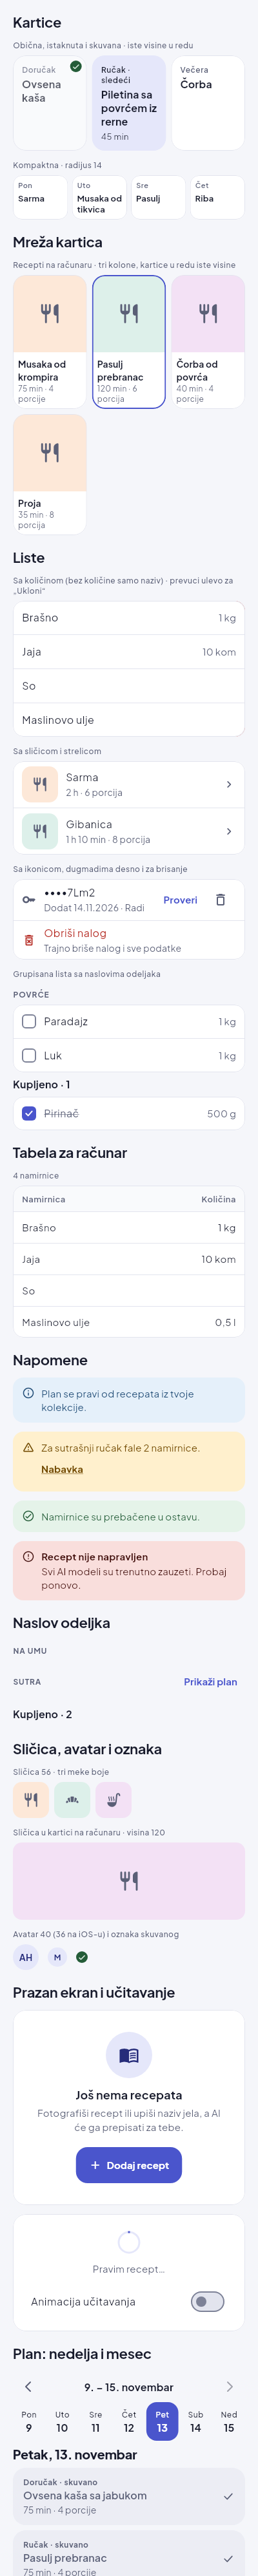 Kartice
Obična, istaknuta i skuvana · iste visine u redu
Doručak
Ovsena
kaša
Ručak ·
sledeći
Piletina sa
povrćem iz
rerne
45 min
Večera
Čorba
Kompaktna · radijus 14
Pon
Sarma
Uto
Musaka od
tikvica
Sre
Pasulj
Čet
Riba
Mreža kartica
Recepti na računaru · tri kolone, kartice u redu iste visine
Musaka od
krompira
75 min · 4
porcije
Pasulj
prebranac
120 min · 6
porcija
Čorba od
povrća
40 min · 4
porcije
Proja
35 min · 8
porcija
Liste
Sa količinom (bez količine samo naziv) · prevuci ulevo za
„Ukloni“
Brašno 1 kg
Jaja 10 kom
So
Maslinovo ulje
Sa sličicom i strelicom
Sarma
2 h · 6 porcija
Gibanica
1 h 10 min · 8 porcija
Sa ikonicom, dugmadima desno i za brisanje
••••7Lm2
Dodat 14.11.2026 · Radi
Proveri
Obriši nalog
Trajno briše nalog i sve podatke
Grupisana lista sa naslovima odeljaka
POVRĆE
Paradajz 1 kg
Luk 1 kg
Kupljeno · 1
Pirinač 500 g
Tabela za računar
4 namirnice
Namirnica Količina
Brašno 1 kg
Jaja 10 kom
So
Maslinovo ulje 0,5 l
Napomene
Plan se pravi od recepata iz tvoje
kolekcije.
Za sutrašnji ručak fale 2 namirnice.
Nabavka
Namirnice su prebačene u ostavu.
Recept nije napravljen
Svi AI modeli su trenutno zauzeti. Probaj
ponovo.
Naslov odeljka
NA UMU
SUTRA Prikaži plan
Kupljeno · 2
Sličica, avatar i oznaka
Sličica 56 · tri meke boje
Sličica u kartici na računaru · visina 120
Avatar 40 (36 na iOS-u) i oznaka skuvanog
AH M
Prazan ekran i učitavanje
Još nema recepata
Fotografiši recept ili upiši naziv jela, a AI
će ga prepisati za tebe.
Dodaj recept
Pravim recept…
Animacija učitavanja
Plan: nedelja i mesec
9. – 15. novembar
Pon Uto Sre Čet Pet Sub Ned
9 10 11 12 13 14 15
Petak, 13. novembar
Doručak · skuvano
Ovsena kaša sa jabukom
75 min · 4 porcije
Ručak · skuvano
Pasulj prebranac
75 min · 4 porcije